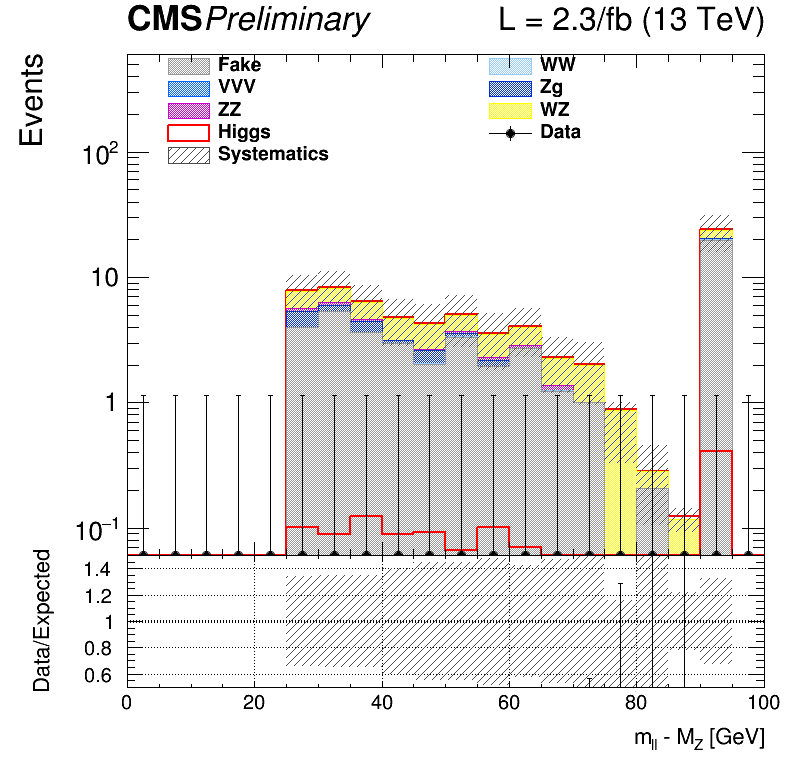 CMS Preliminary L = 2.3/fb (13 TeV)
Events
Fake WW
VVV Zg
ZZ WZ
Higgs Data
Systematics
10²
10
1
10⁻¹
Data/Expected
1.4
1.2
1
0.8
0.6
0 20 40 60 80 100
m_ll - M_Z [GeV]